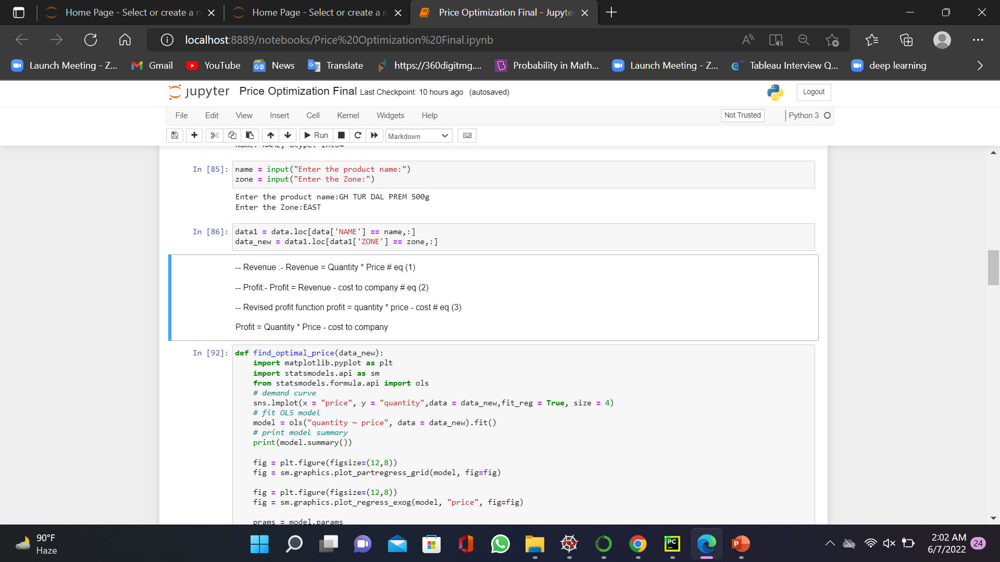 Home Page - Select or create a n
Home Page - Select or create a n
Price Optimization Final - Jupyte
localhost:8889/notebooks/Price%20Optimization%20Final.ipynb
Launch Meeting - Z...
Gmail
YouTube
News
Translate
https://360digitmg....
Probability in Math...
Launch Meeting - Z...
Tableau Interview Q...
deep learning
jupyter Price Optimization Final Last Checkpoint: 10 hours ago (autosaved)
Logout
File Edit View Insert Cell Kernel Widgets Help
Not Trusted
Python 3
Run
Markdown
Name: NAME, dtype: int64
In [85]: name = input("Enter the product name:")
zone = input("Enter the Zone:")
Enter the product name:GH TUR DAL PREM 500g
Enter the Zone:EAST
In [86]: data1 = data.loc[data['NAME'] == name,:]
data_new = data1.loc[data1['ZONE'] == zone,:]
-- Revenue :- Revenue = Quantity * Price # eq (1)
-- Profit:- Profit = Revenue - cost to company # eq (2)
-- Revised profit function profit = quantity * price - cost # eq (3)
Profit = Quantity * Price - cost to company
In [92]: def find_optimal_price(data_new):
import matplotlib.pyplot as plt
import statsmodels.api as sm
from statsmodels.formula.api import ols
# demand curve
sns.lmplot(x = "price", y = "quantity",data = data_new,fit_reg = True, size = 4)
# fit OLS model
model = ols("quantity ~ price", data = data_new).fit()
# print model summary
print(model.summary())
fig = plt.figure(figsize=(12,8))
fig = sm.graphics.plot_partregress_grid(model, fig=fig)
fig = plt.figure(figsize=(12,8))
fig = sm.graphics.plot_regress_exog(model, "price", fig=fig)
prams = model.params
90°F
Haze
2:02 AM
6/7/2022
24